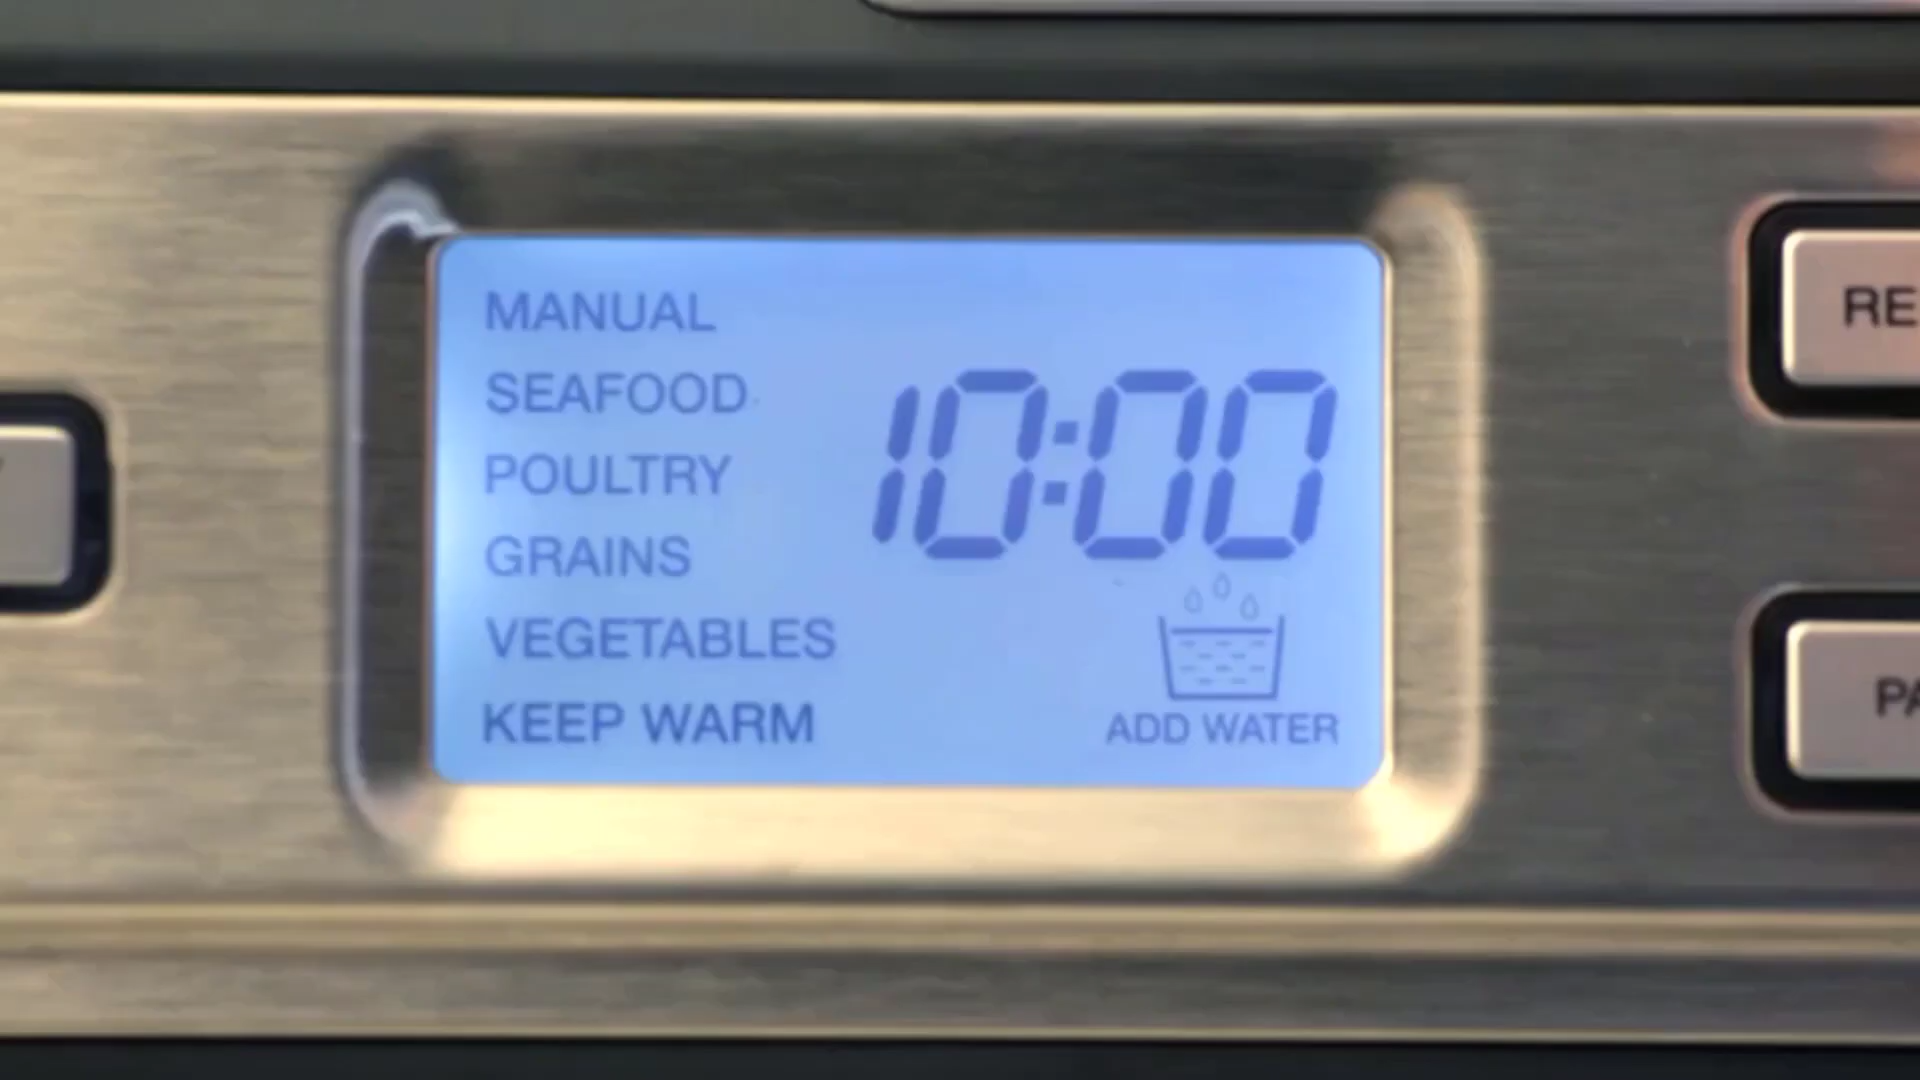 MANUAL
SEAFOOD
POULTRY
GRAINS
VEGETABLES
KEEP WARM
10:00
ADD WATER
RE
PA